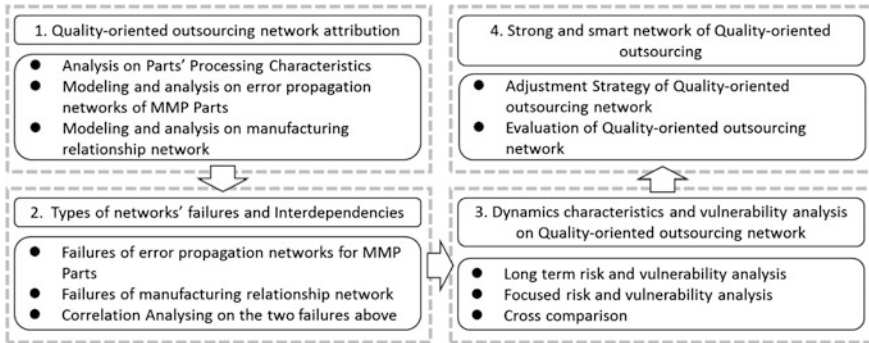 1. Quality-oriented outsourcing network attribution
● Analysis on Parts' Processing Characteristics
● Modeling and analysis on error propagation
networks of MMP Parts
● Modeling and analysis on manufacturing
relationship network
2. Types of networks' failures and Interdependencies
● Failures of error propagation networks for MMP
Parts
● Failures of manufacturing relationship network
● Correlation Analysing on the two failures above
3. Dynamics characteristics and vulnerability analysis
on Quality-oriented outsourcing network
● Long term risk and vulnerability analysis
● Focused risk and vulnerability analysis
● Cross comparison
4. Strong and smart network of Quality-oriented
outsourcing
● Adjustment Strategy of Quality-oriented
outsourcing network
● Evaluation of Quality-oriented outsourcing
network